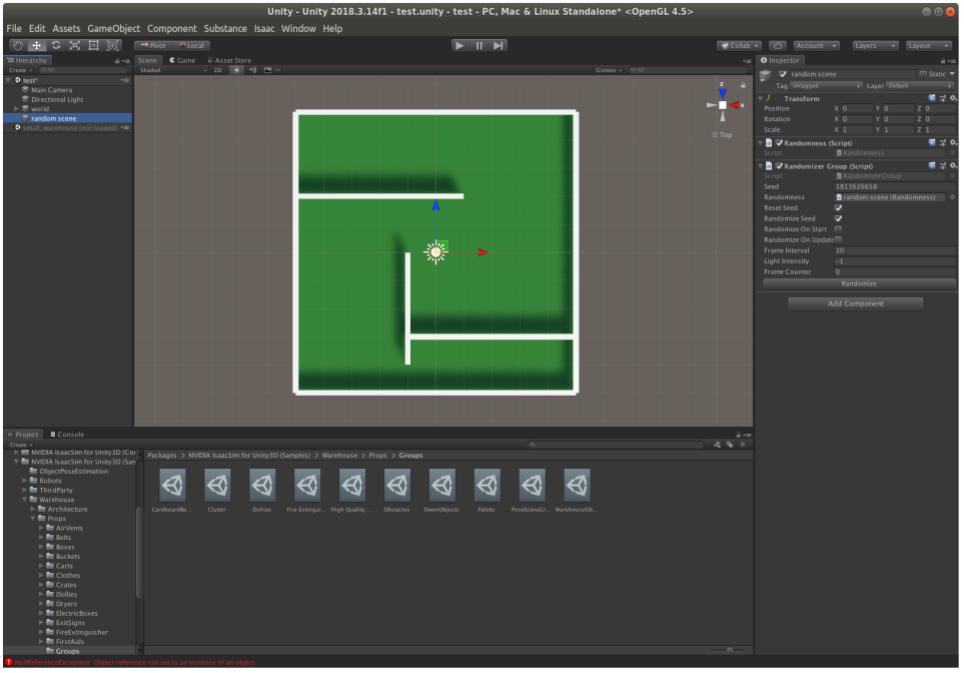 Unity - Unity 2018.3.14f1 - test.unity - test - PC, Mac & Linux Standalone* <OpenGL 4.5>
File Edit Assets GameObject Component Substance Isaac Window Help
Pivot Local
Collab Account Layers Layout
Hierarchy
Create All
test*
Main Camera
Directional Light
world
random scene
small_warehouse (not loaded)
Scene Game Asset Store
Shaded 2D Gizmos All
z
x
Top
Inspector
random scene Static
Tag Untagged Layer Default
Transform
Position X 0 Y 0 Z 0
Rotation X 0 Y 0 Z 0
Scale X 1 Y 1 Z 1
Randomness (Script)
Script Randomness
Randomizer Group (Script)
Script RandomizerGroup
Seed 1813626658
Randomness random scene (Randomness)
Reset Seed
Randomize Seed
Randomize On Start
Randomize On Update
Frame Interval 10
Light Intensity -1
Frame Counter 0
Randomize
Add Component
Project Console
Create
NVIDIA IsaacSim for Unity3D (Cor
NVIDIA IsaacSim for Unity3D (San
ObjectPoseEstimation
Robots
ThirdParty
Warehouse
Architecture
Props
AirVents
Bolts
Boxes
Buckets
Carts
Clothes
Crates
Dollies
Dryers
ElectricBoxes
ExitSigns
FireExtinguisher
FirstAids
Groups
Packages > NVIDIA IsaacSim for Unity3D (Samples) > Warehouse > Props > Groups
CardboardBo... Clutter Dollies Fire Extingui... High Quality ... Obstacles OvenObjects Palette PoseSceneGr... WarehouseOb...
NullReferenceException: Object reference not set to an instance of an object